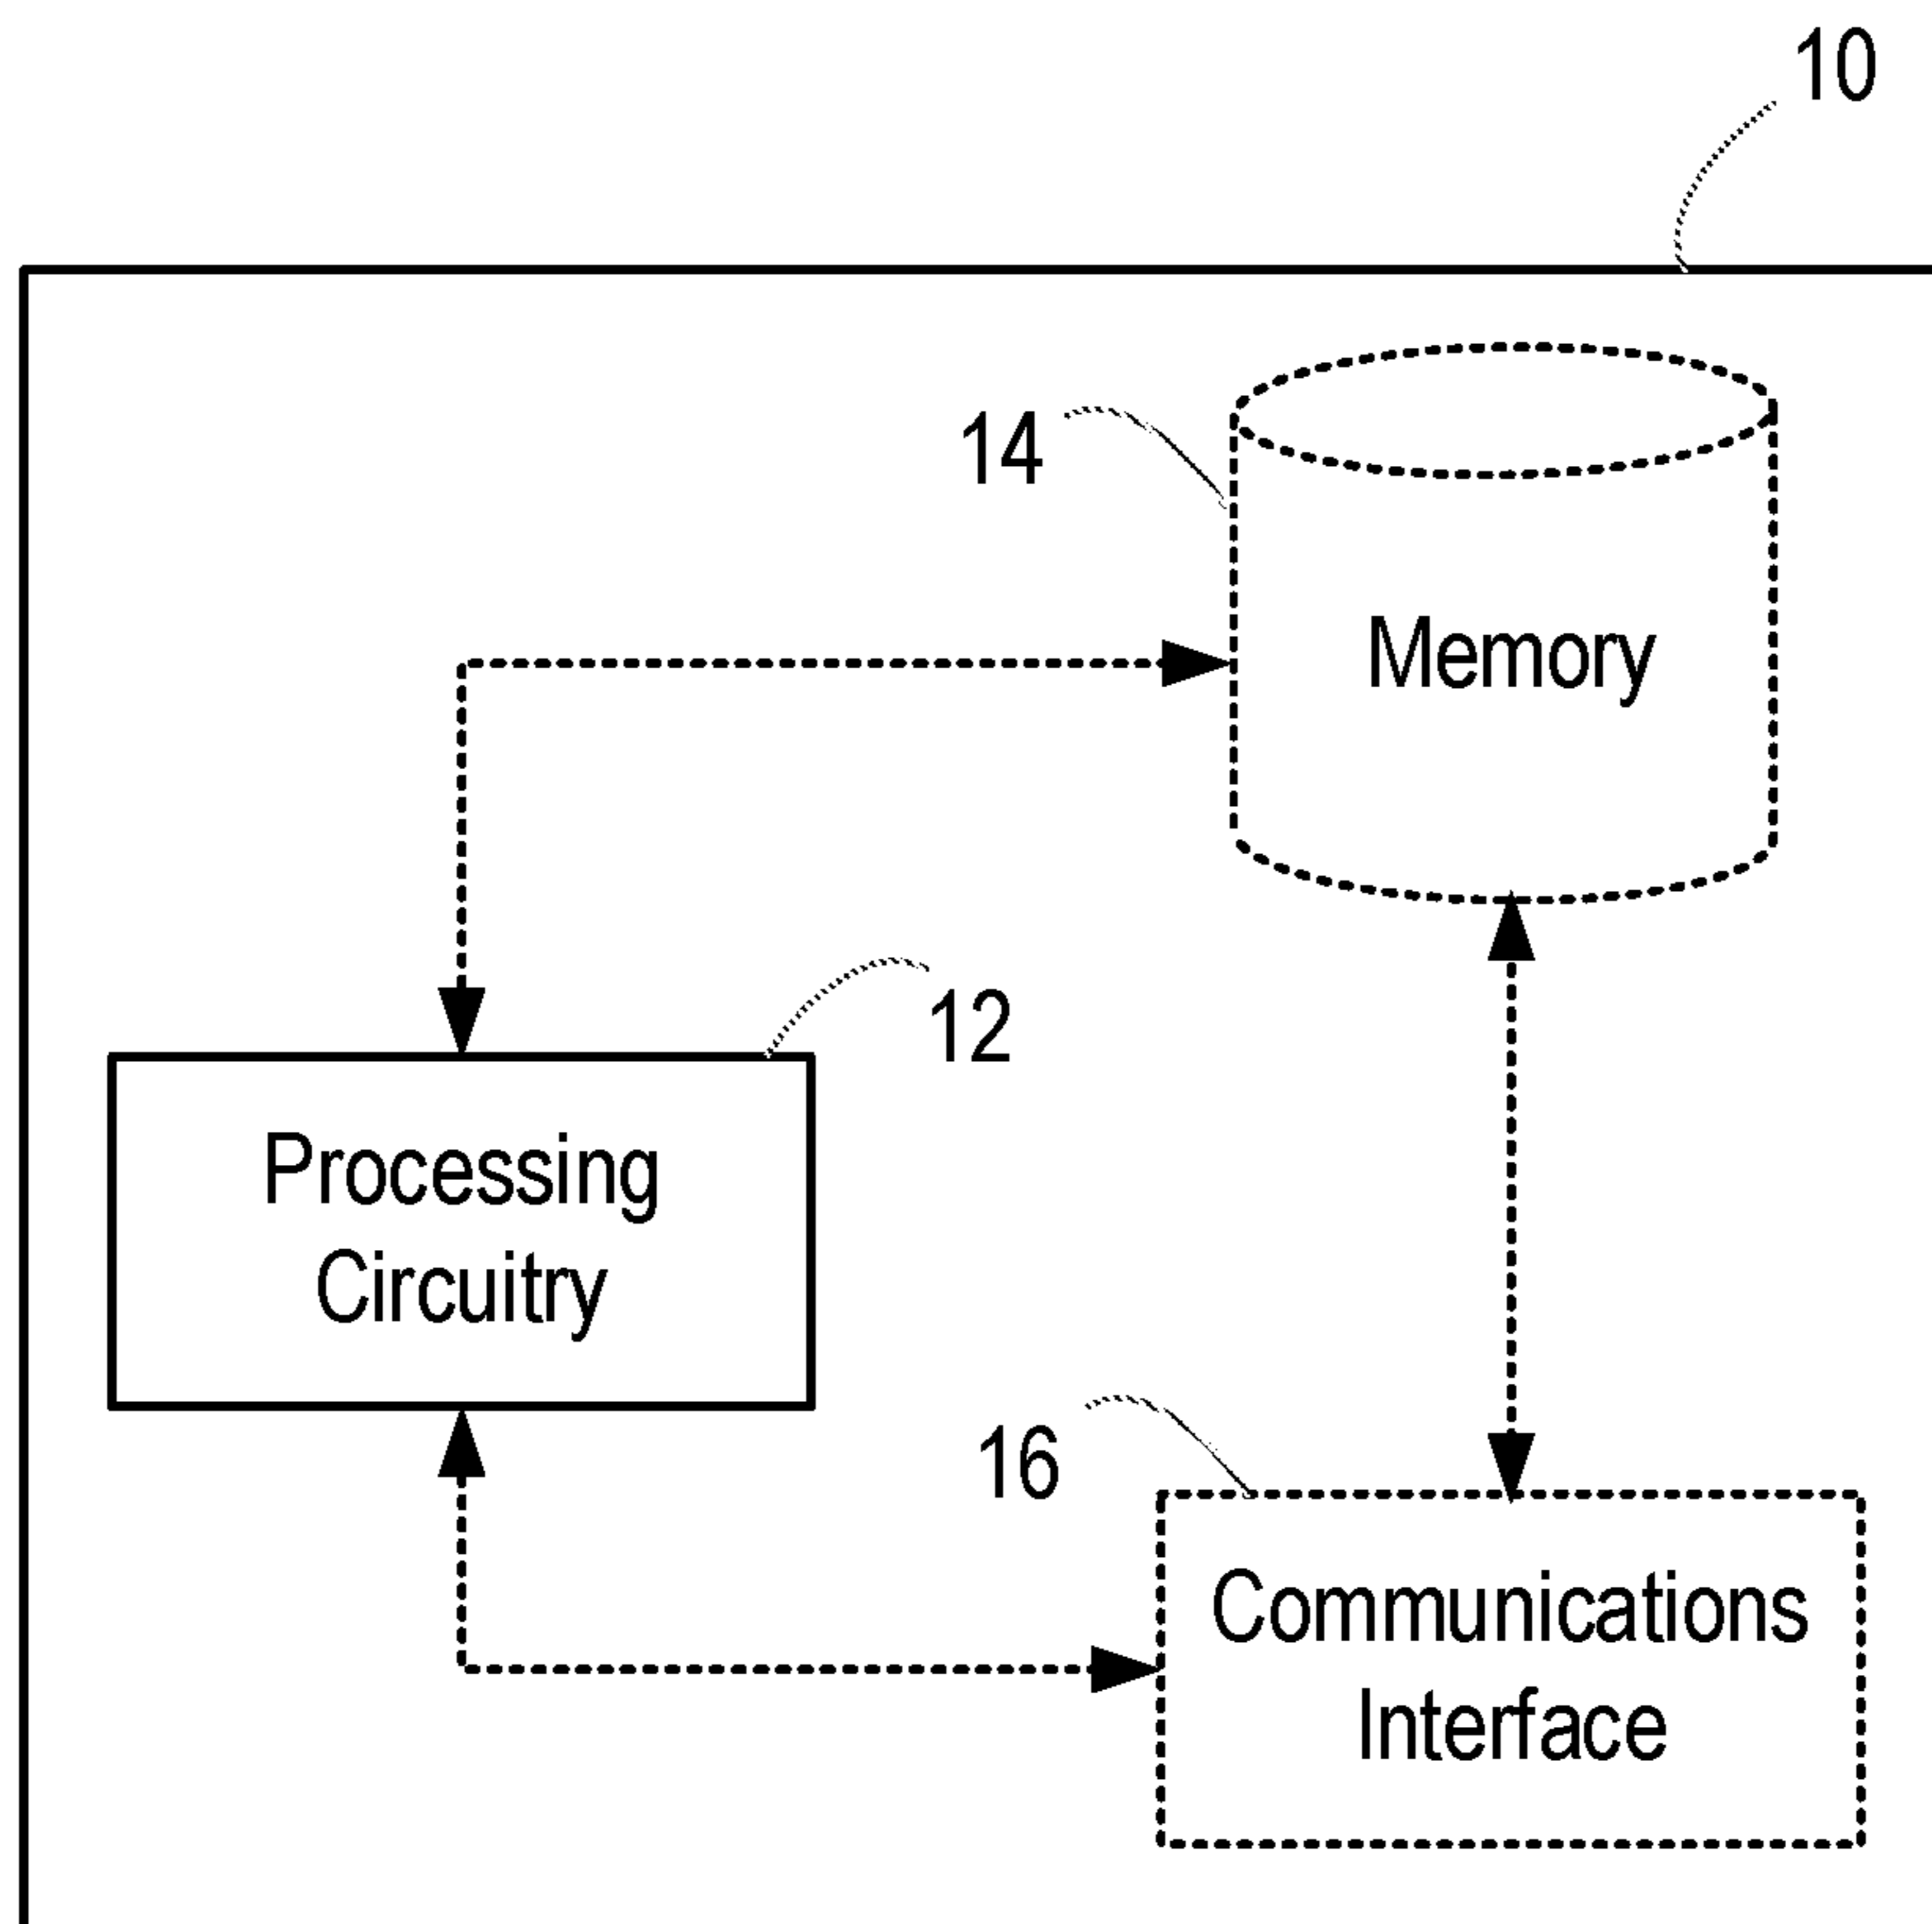 10
14
Memory
12
Processing
Circuitry
16
Communications
Interface